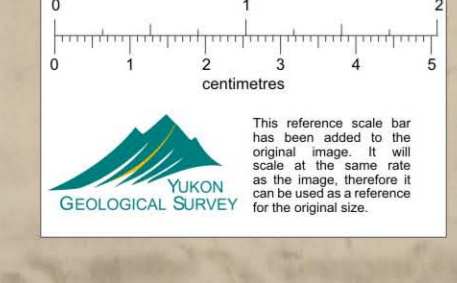 0 1 2
0 1 2 3 4 5
centimetres
This reference scale bar
has been added to the
original image. It will
scale at the same rate
as the image, therefore it
can be used as a reference
for the original size.
YUKON
GEOLOGICAL SURVEY